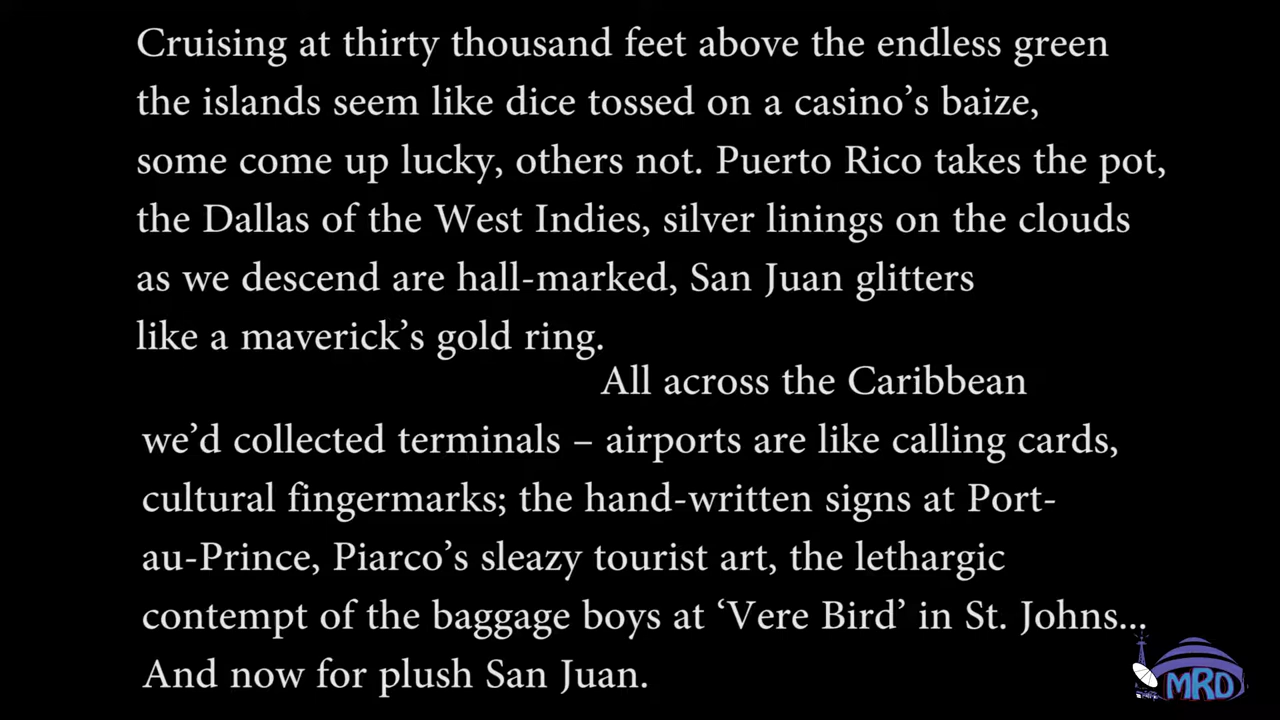 Cruising at thirty thousand feet above the endless green
the islands seem like dice tossed on a casino’s baize,
some come up lucky, others not. Puerto Rico takes the pot,
the Dallas of the West Indies, silver linings on the clouds
as we descend are hall-marked, San Juan glitters
like a maverick’s gold ring.
All across the Caribbean
we’d collected terminals – airports are like calling cards,
cultural fingermarks; the hand-written signs at Port-
au-Prince, Piarco’s sleazy tourist art, the lethargic
contempt of the baggage boys at ‘Vere Bird’ in St. Johns...
And now for plush San Juan.
MRD